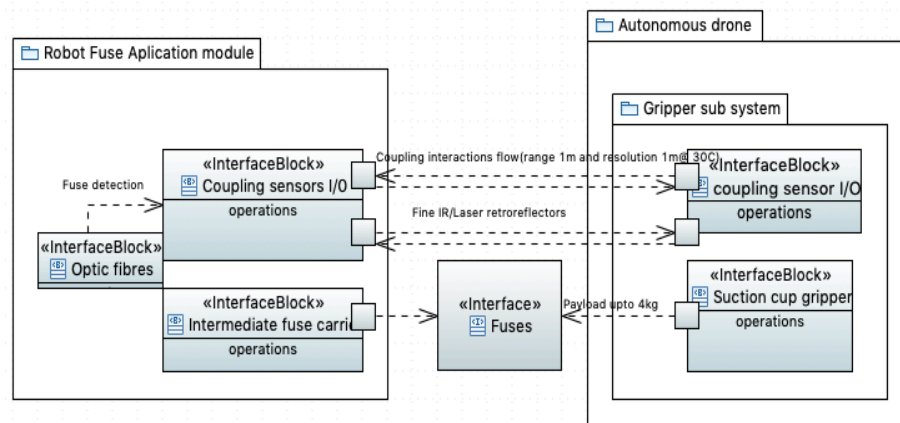 Robot Fuse Aplication module
Autonomous drone
Gripper sub system
Coupling interactions flow(range 1m and resolution 1m@ 30C)
«InterfaceBlock»
Coupling sensors I/O
operations
Fuse detection
«InterfaceBlock»
Optic fibres
Fine IR/Laser retroreflectors
«InterfaceBlock»
coupling sensor I/O
operations
«InterfaceBlock»
Intermediate fuse carrie
operations
«Interface»
Fuses
Payload upto 4kg
«InterfaceBlock»
Suction cup gripper
operations